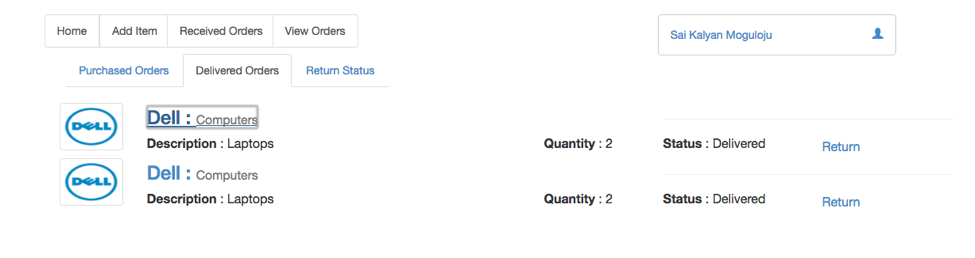 Home Add Item Received Orders View Orders Sai Kalyan Moguloju
Purchased Orders Delivered Orders Return Status
DELL Dell : Computers
Description : Laptops Quantity : 2 Status : Delivered Return
DELL Dell : Computers
Description : Laptops Quantity : 2 Status : Delivered Return